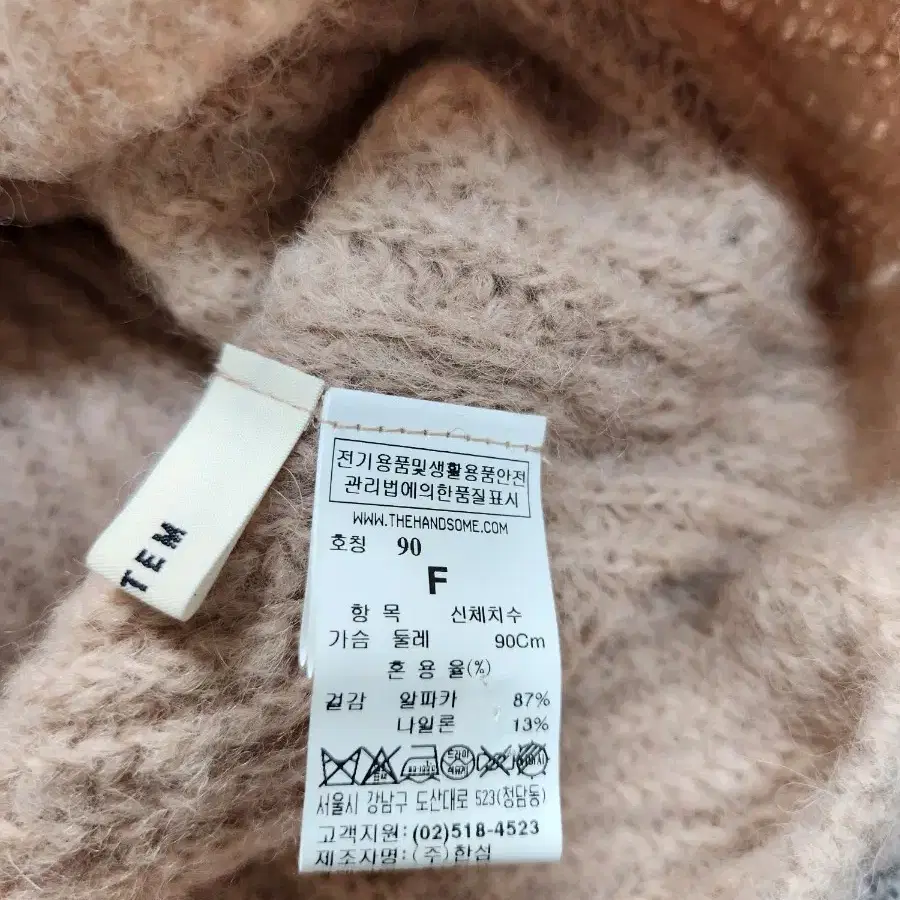 TEM
전기용품및생활용품안전
관리법에의한품질표시
WWW.THEHANDSOME.COM
호칭 90
F
항 목 신체치수
가슴 둘레 90Cm
혼 용 율(%)
겉감 알파카 87%
나일론 13%
드라이
서울시 강남구 도산대로 523(청담동)
고객지원 : (02)518-4523
제조자명 : (주)한섬